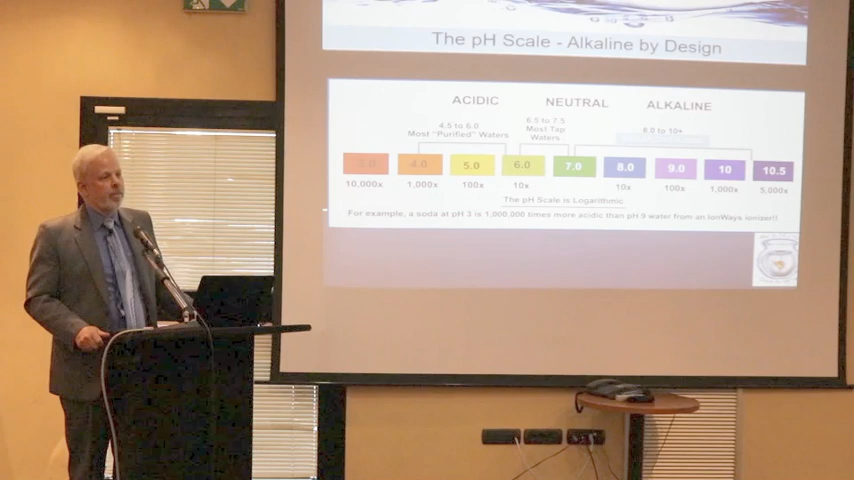 The pH Scale - Alkaline by Design
ACIDIC NEUTRAL ALKALINE
4.5 to 6.0
Most "Purified" Waters
6.5 to 7.5
Most Tap
Waters
8.0 to 10+
3.0 4.0 5.0 6.0 7.0 8.0 9.0 10 10.5
10,000x 1,000x 100x 10x 10x 100x 1,000x 5,000x
The pH Scale is Logarithmic
For example, a soda at pH 3 is 1,000,000 times more acidic than pH 9 water from an IonWays ionizer!!